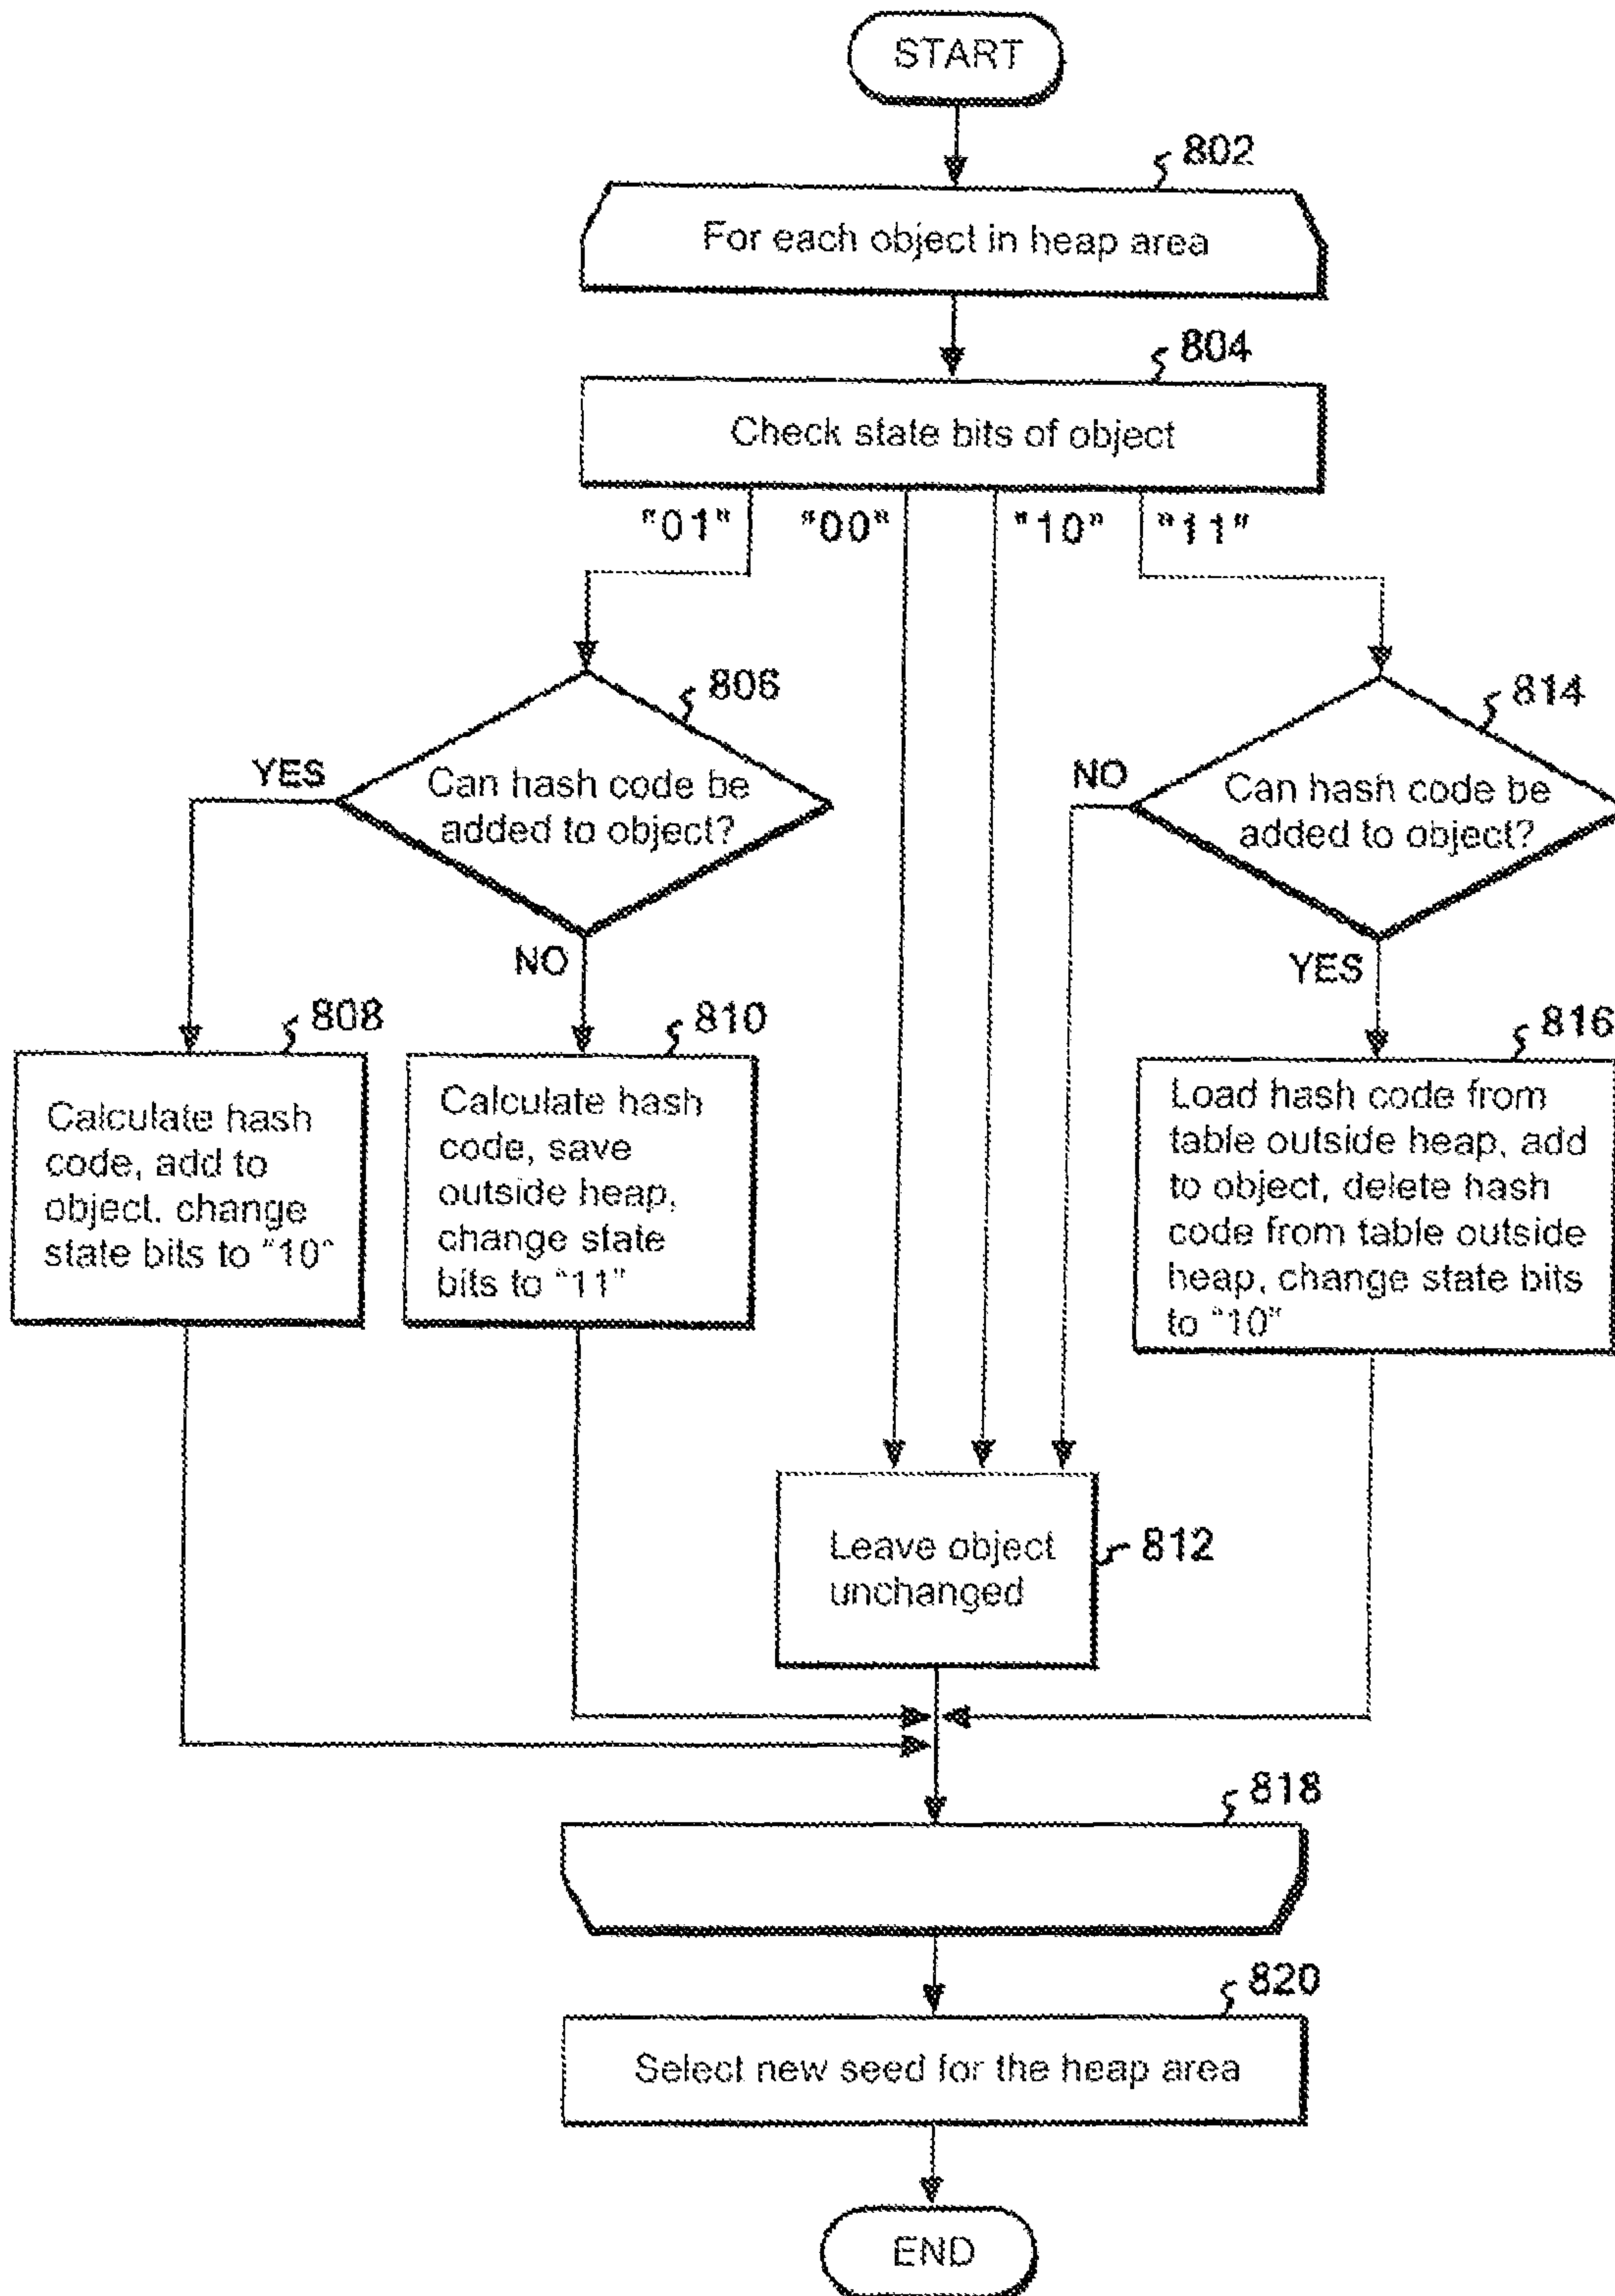 START
802
For each object in heap area
804
Check state bits of object
"01"
"00"
"10"
"11"
806
Can hash code be
added to object?
YES
NO
814
Can hash code be
added to object?
NO
YES
808
Calculate hash
code, add to
object, change
state bits to "10"
810
Calculate hash
code, save
outside heap,
change state
bits to "11"
816
Load hash code from
table outside heap, add
to object, delete hash
code from table outside
heap, change state bits
to "10"
Leave object
unchanged
812
818
820
Select new seed for the heap area
END